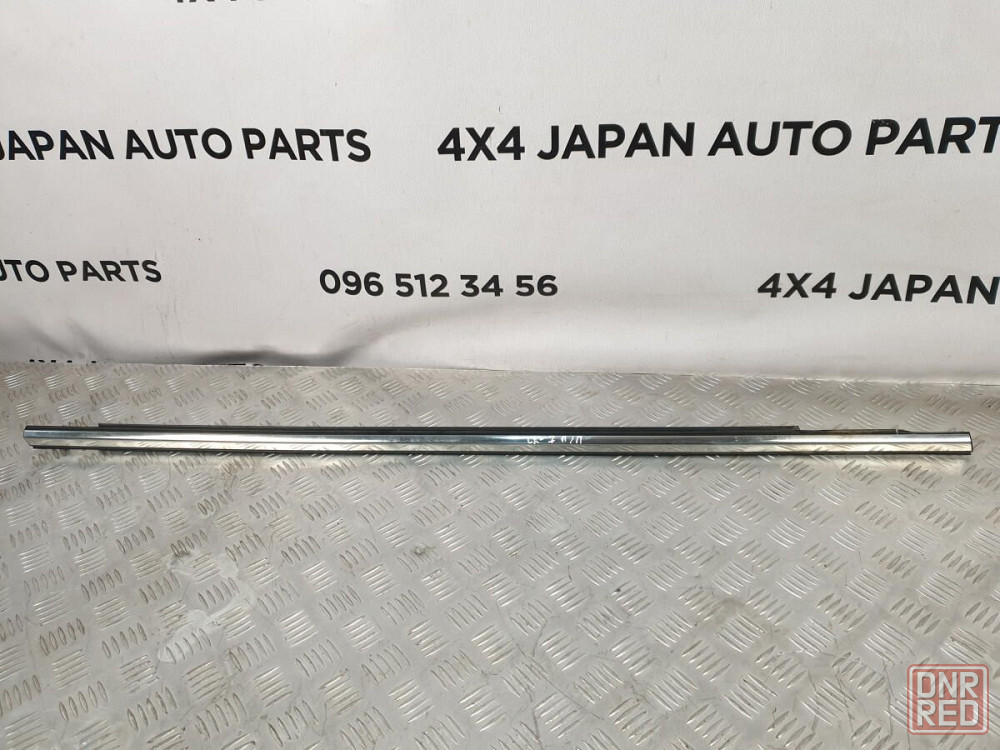 JAPAN AUTO PARTS 4X4 JAPAN AUTO PART
UTO PARTS 096 512 34 56 4X4 JAPAN
DNR
RED